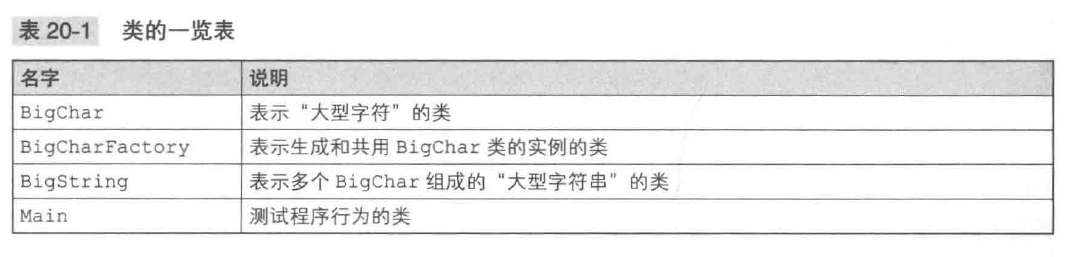 表 20-1 类的一览表
名字 说明
BigChar 表示“大型字符”的类
BigCharFactory 表示生成和共用 BigChar 类的实例的类
BigString 表示多个 BigChar 组成的“大型字符串”的类
Main 测试程序行为的类